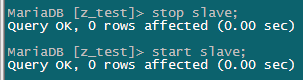 MariaDB [z_test]> stop slave;
Query OK, 0 rows affected (0.00 sec)
MariaDB [z_test]> start slave;
Query OK, 0 rows affected (0.00 sec)